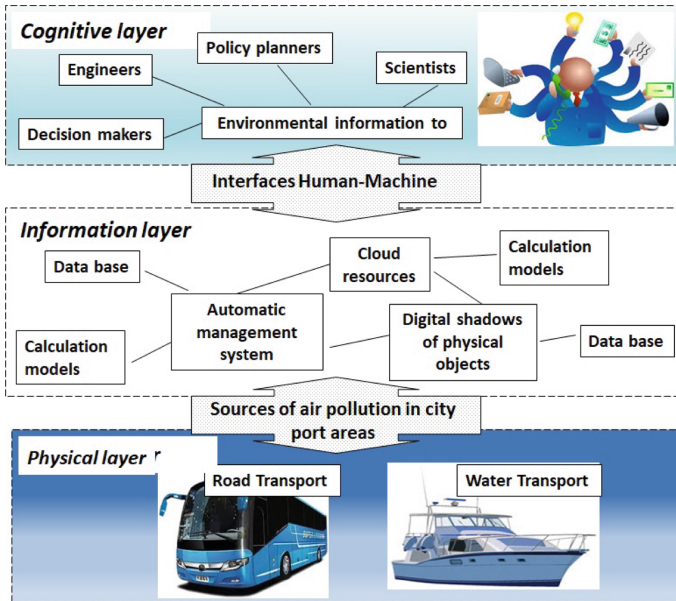 Cognitive layer
Policy planners
Engineers
Scientists
Decision makers
Environmental information to
Interfaces Human-Machine
Information layer
Data base
Cloud
resources
Calculation
models
Automatic
management
system
Digital shadows
of physical
objects
Calculation
models
Data base
Sources of air pollution in city
port areas
Physical layer
Road Transport
Water Transport